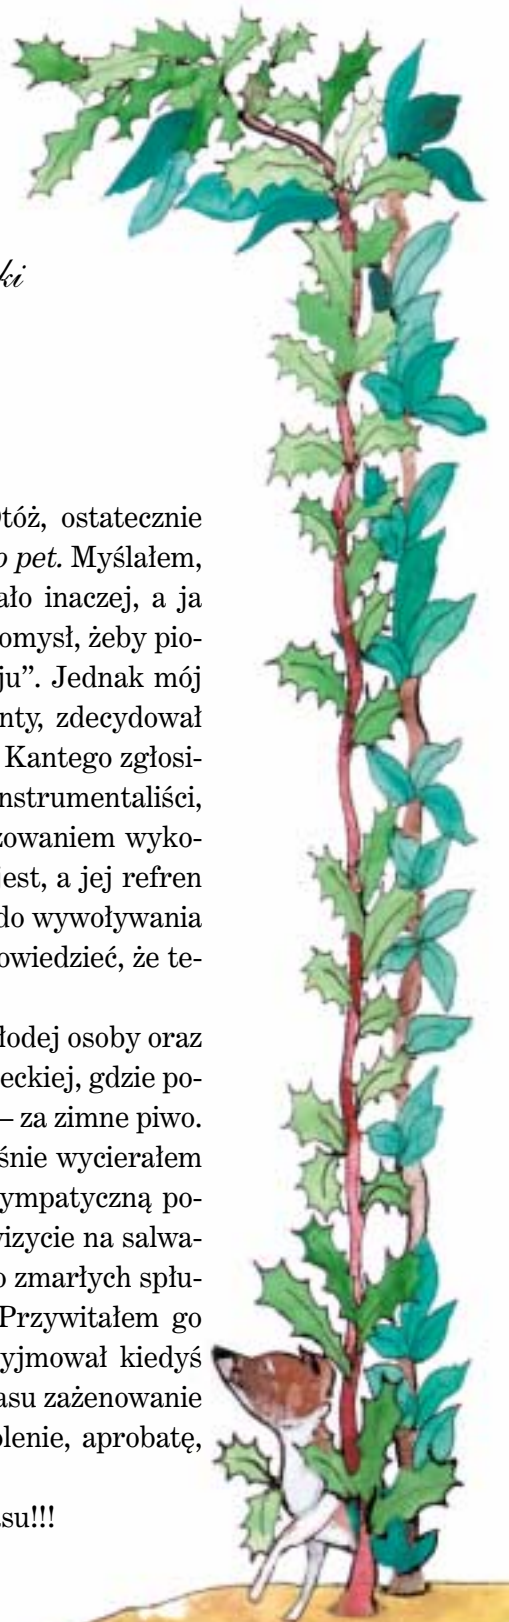 ki
tóż, ostatecznie
o pet. Myślałem,
ało inaczej, a ja
omysł, żeby pio-
ju”. Jednak mój
nty, zdecydował
Kantego zgłosi-
nstrumentaliści,
zowaniem wyko-
est, a jej refren
do wywoływania
owiedzieć, że te-
łodej osoby oraz
eckiej, gdzie po-
– za zimne piwo.
śnie wycierałem
ympatyczną po-
vizycie na salwa-
o zmarłych spłu-
Przywitałem go
yjmował kiedyś
asu zażenowanie
olenie, aprobatę,
su!!!